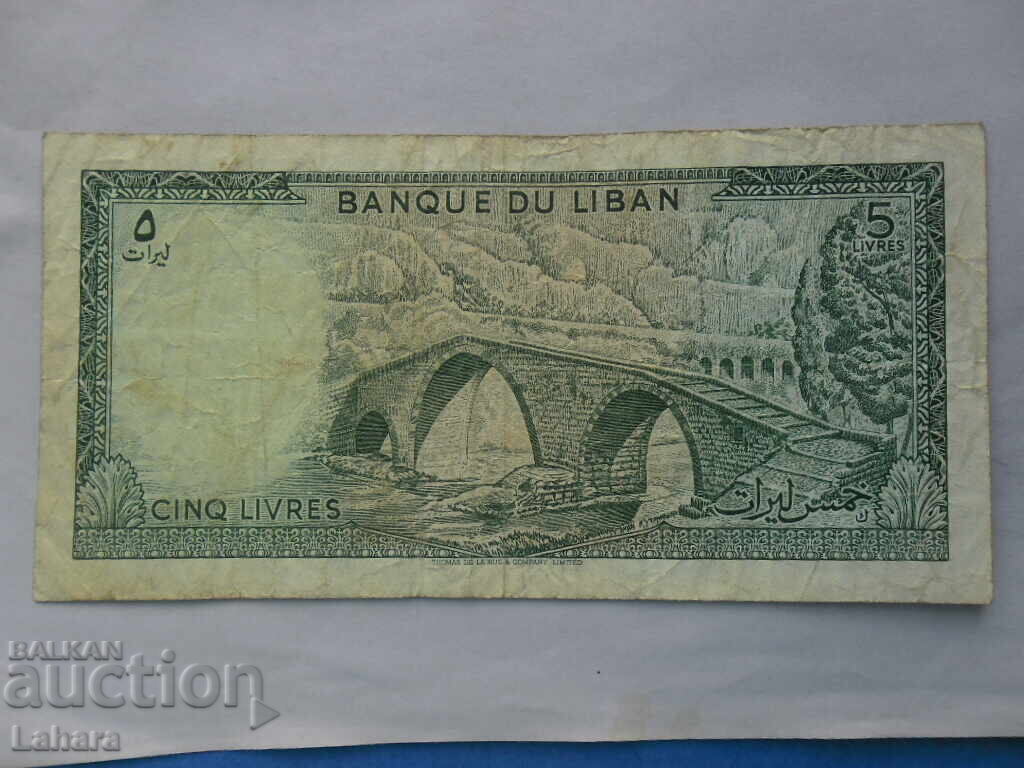 BANQUE DU LIBAN
٥
ليرات
5
LIVRES
CINQ LIVRES
خمس ليرات
THOMAS DE LA RUE & COMPANY, LIMITED
BALKAN
auction
Lahara